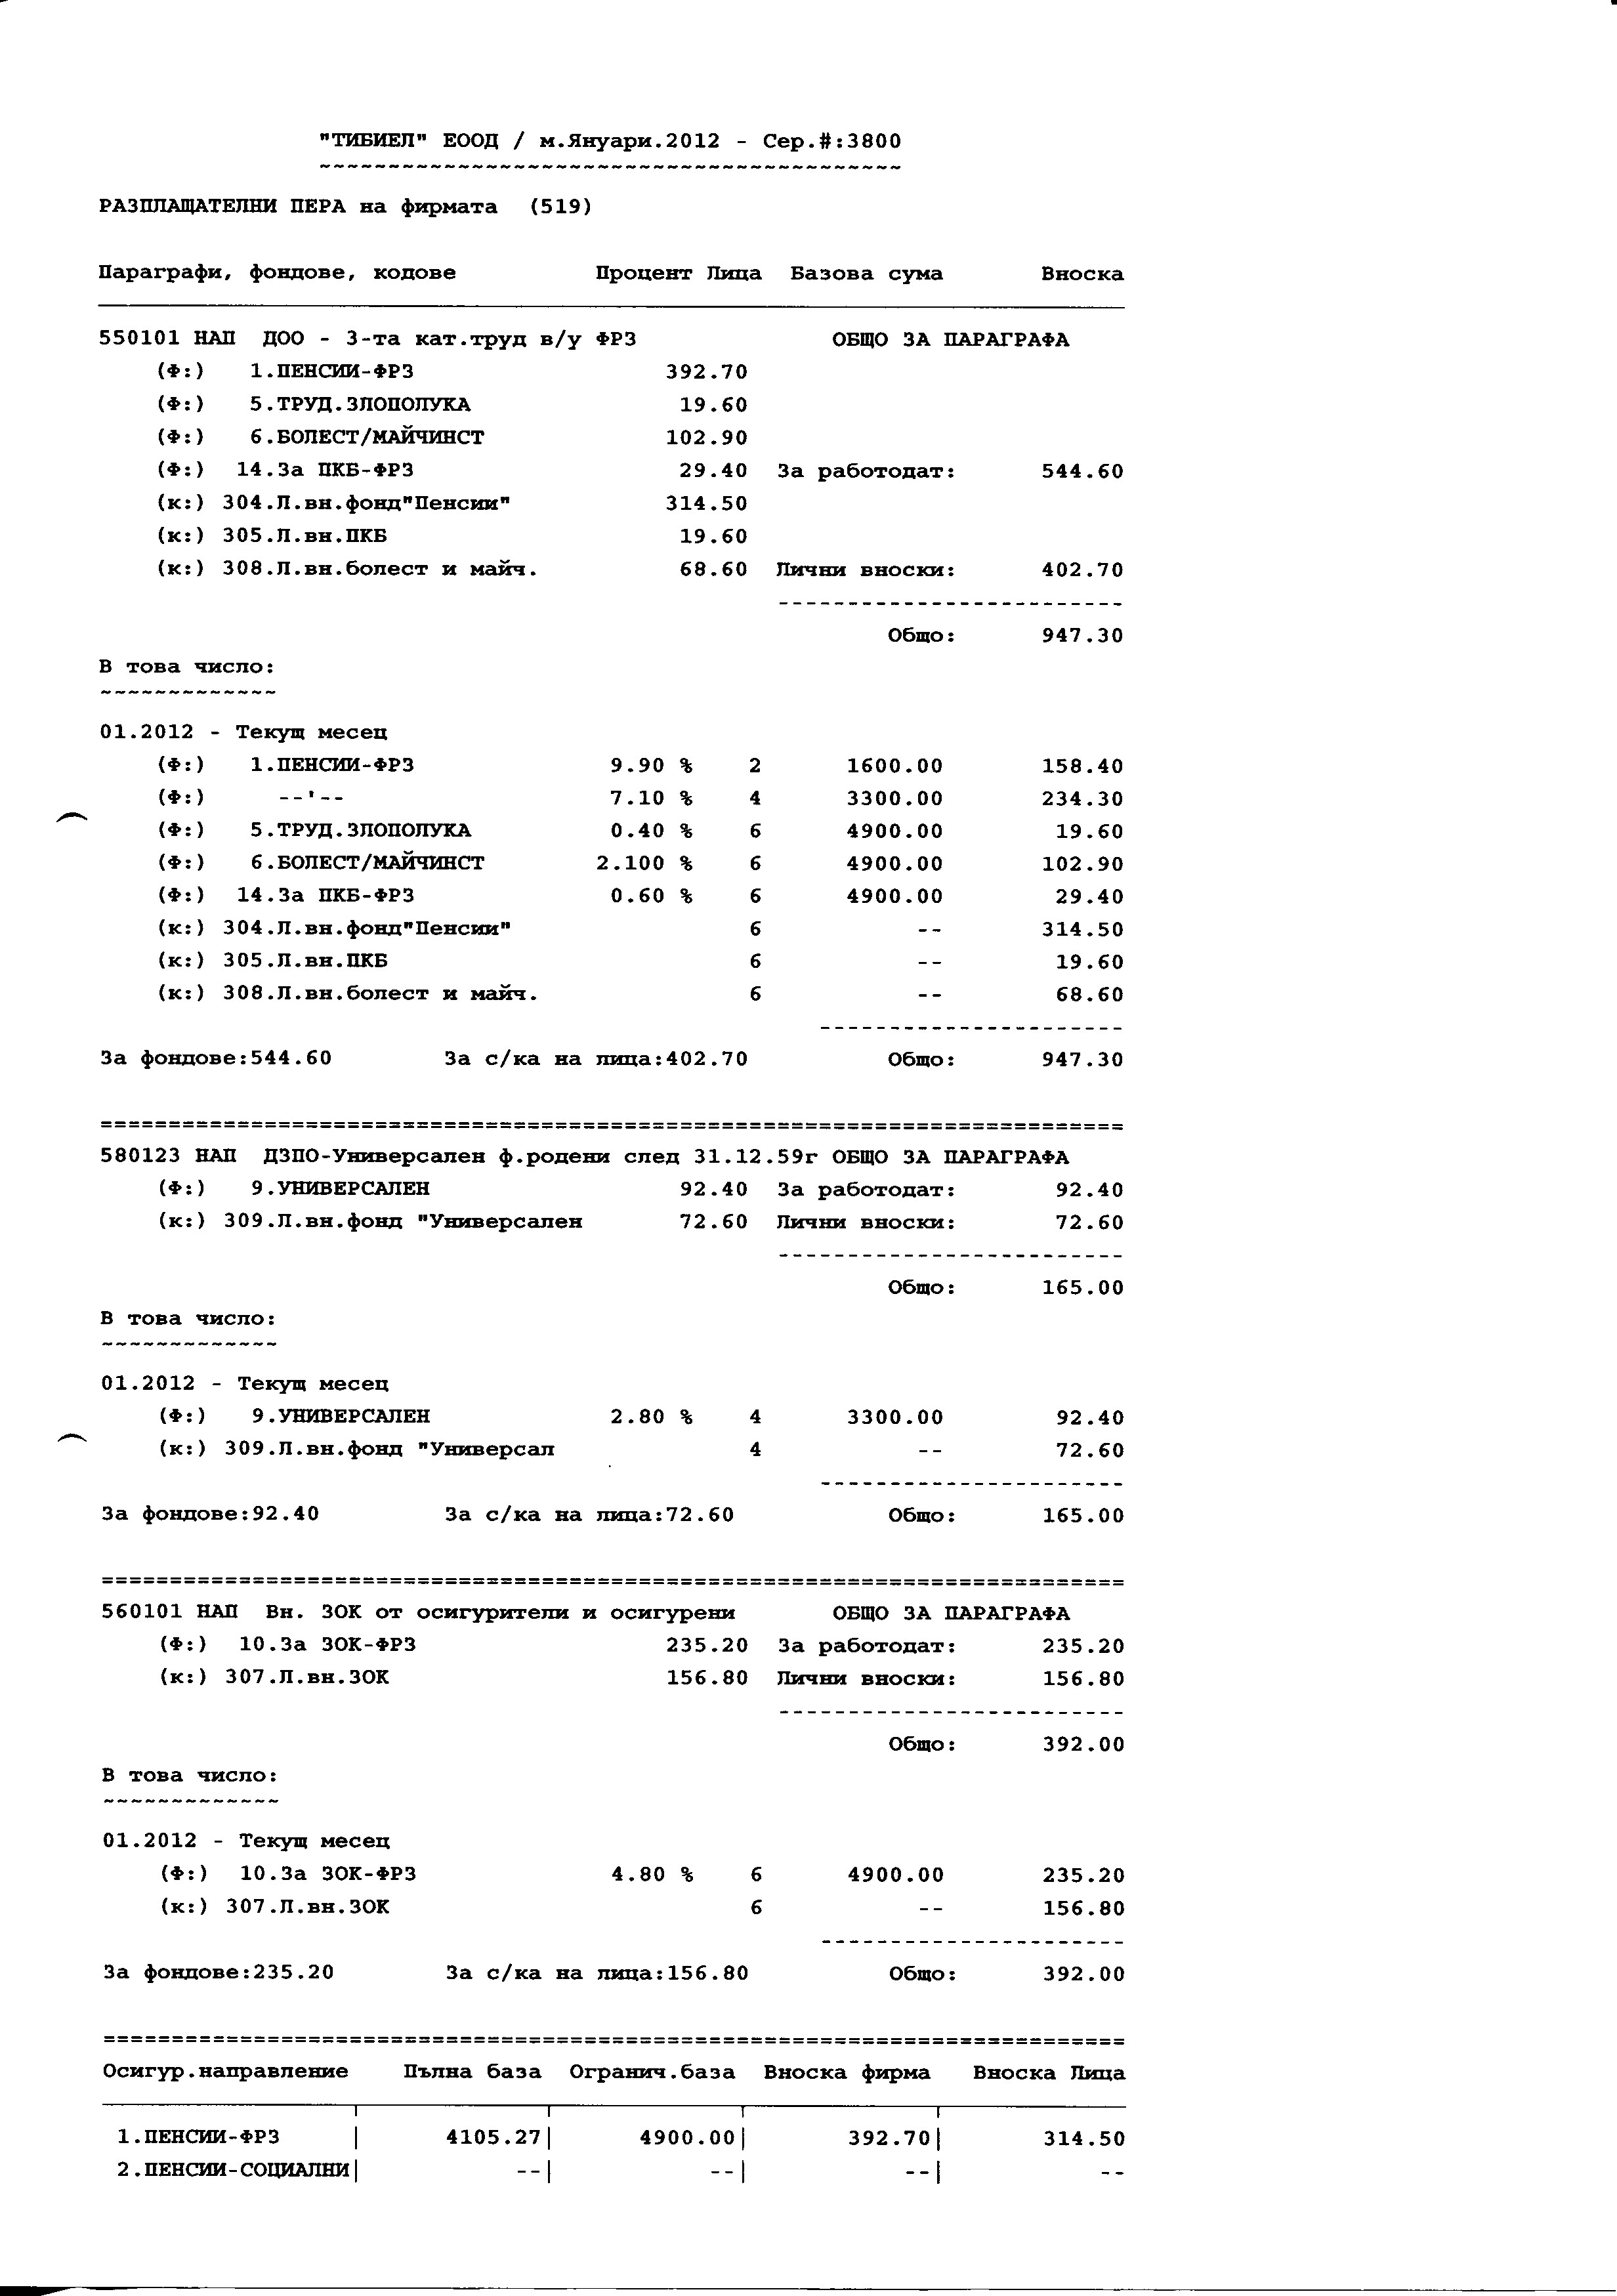 "ТИБИЕЛ" ЕООД / м.Януари.2012 - Сер.#:3800
~~~~~~~~~~~~~~~~~~~~~~~~~~~~~~~~~~~~~~~~~~
РАЗПЛАЩАТЕЛНИ ПЕРА на фирмата (519)
Параграфи, фондове, кодове Процент Лица Базова сума Вноска
550101 НАП ДОО - 3-та кат.труд в/у ФРЗ ОБЩО ЗА ПАРАГРАФА
(Ф:) 1.ПЕНСИИ-ФРЗ 392.70
(Ф:) 5.ТРУД.ЗЛОПОЛУКА 19.60
(Ф:) 6.БОЛЕСТ/МАЙЧИНСТ 102.90
(Ф:) 14.За ПКБ-ФРЗ 29.40 За работодат: 544.60
(к:) 304.Л.вн.фонд"Пенсии" 314.50
(к:) 305.Л.вн.ПКБ 19.60
(к:) 308.Л.вн.болест и майч. 68.60 Лични вноски: 402.70
-------------------------
Общо: 947.30
В това число:
~~~~~~~~~~~~~
01.2012 - Текущ месец
(Ф:) 1.ПЕНСИИ-ФРЗ 9.90 % 2 1600.00 158.40
(Ф:) --'-- 7.10 % 4 3300.00 234.30
(Ф:) 5.ТРУД.ЗЛОПОЛУКА 0.40 % 6 4900.00 19.60
(Ф:) 6.БОЛЕСТ/МАЙЧИНСТ 2.100 % 6 4900.00 102.90
(Ф:) 14.За ПКБ-ФРЗ 0.60 % 6 4900.00 29.40
(к:) 304.Л.вн.фонд"Пенсии" 6 -- 314.50
(к:) 305.Л.вн.ПКБ 6 -- 19.60
(к:) 308.Л.вн.болест и майч. 6 -- 68.60
----------------------
За фондове:544.60 За с/ка на лица:402.70 Общо: 947.30
==========================================================================
580123 НАП ДЗПО-Универсален ф.родени след 31.12.59г ОБЩО ЗА ПАРАГРАФА
(Ф:) 9.УНИВЕРСАЛЕН 92.40 За работодат: 92.40
(к:) 309.Л.вн.фонд "Универсален 72.60 Лични вноски: 72.60
-------------------------
Общо: 165.00
В това число:
~~~~~~~~~~~~~
01.2012 - Текущ месец
(Ф:) 9.УНИВЕРСАЛЕН 2.80 % 4 3300.00 92.40
(к:) 309.Л.вн.фонд "Универсал 4 -- 72.60
----------------------
За фондове:92.40 За с/ка на лица:72.60 Общо: 165.00
==========================================================================
560101 НАП Вн. ЗОК от осигурители и осигурени ОБЩО ЗА ПАРАГРАФА
(Ф:) 10.За ЗОК-ФРЗ 235.20 За работодат: 235.20
(к:) 307.Л.вн.ЗОК 156.80 Лични вноски: 156.80
-------------------------
Общо: 392.00
В това число:
~~~~~~~~~~~~~
01.2012 - Текущ месец
(Ф:) 10.За ЗОК-ФРЗ 4.80 % 6 4900.00 235.20
(к:) 307.Л.вн.ЗОК 6 -- 156.80
----------------------
За фондове:235.20 За с/ка на лица:156.80 Общо: 392.00
==========================================================================
Осигур.направление Пълна база Огранич.база Вноска фирма Вноска Лица
1.ПЕНСИИ-ФРЗ | 4105.27| 4900.00| 392.70| 314.50
2.ПЕНСИИ-СОЦИАЛНИ| --| --| --| --